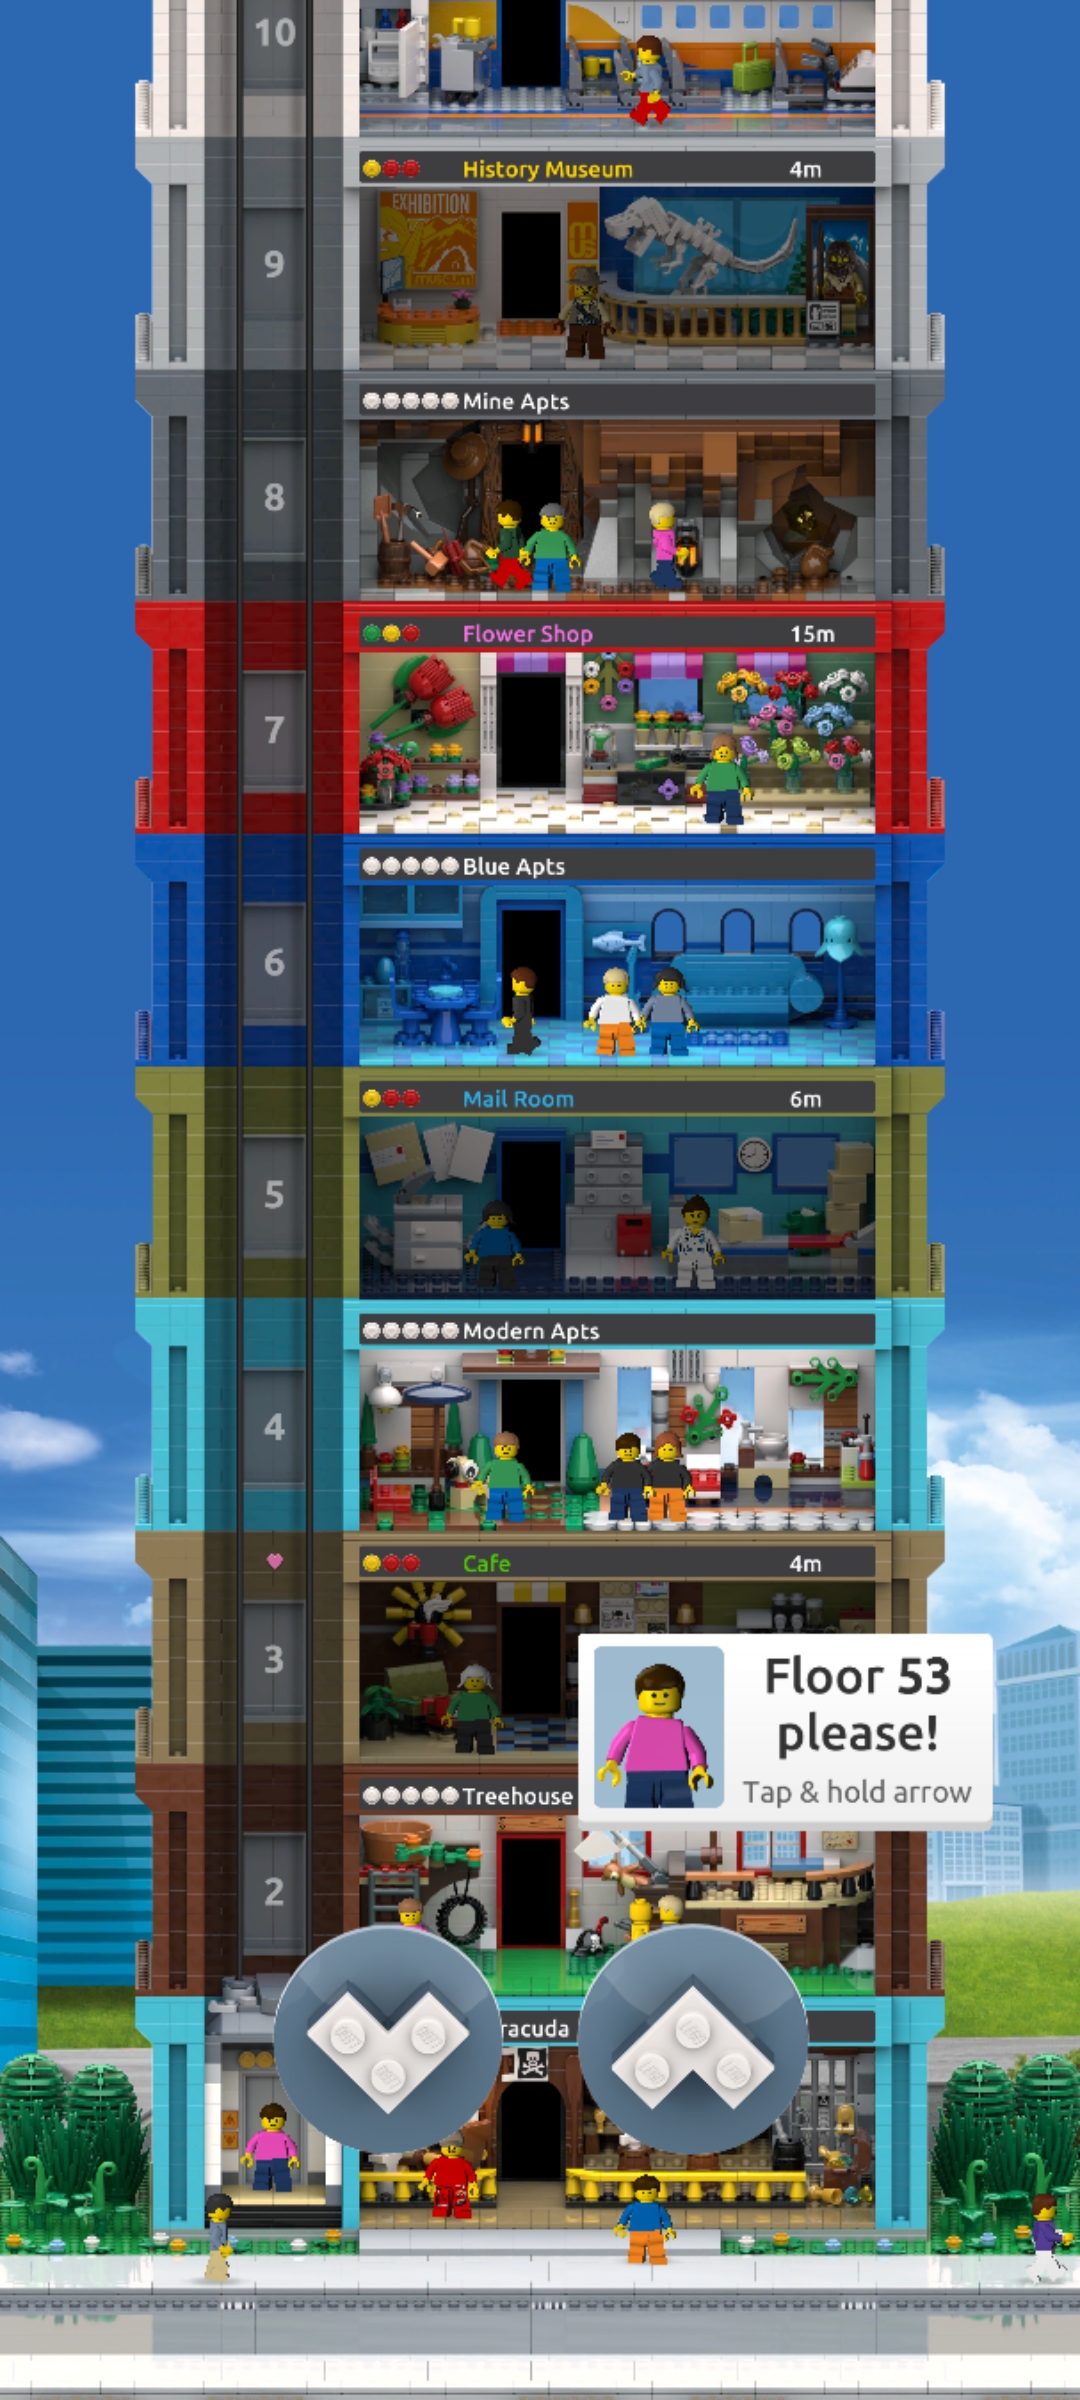 10
History Museum 4m
EXHIBITION
museum
9
Mine Apts
8
Flower Shop 15m
7
Blue Apts
6
Mail Room 6m
5
Modern Apts
4
Cafe 4m
3
Floor 53
please!
Tap & hold arrow
Treehouse
2
racuda